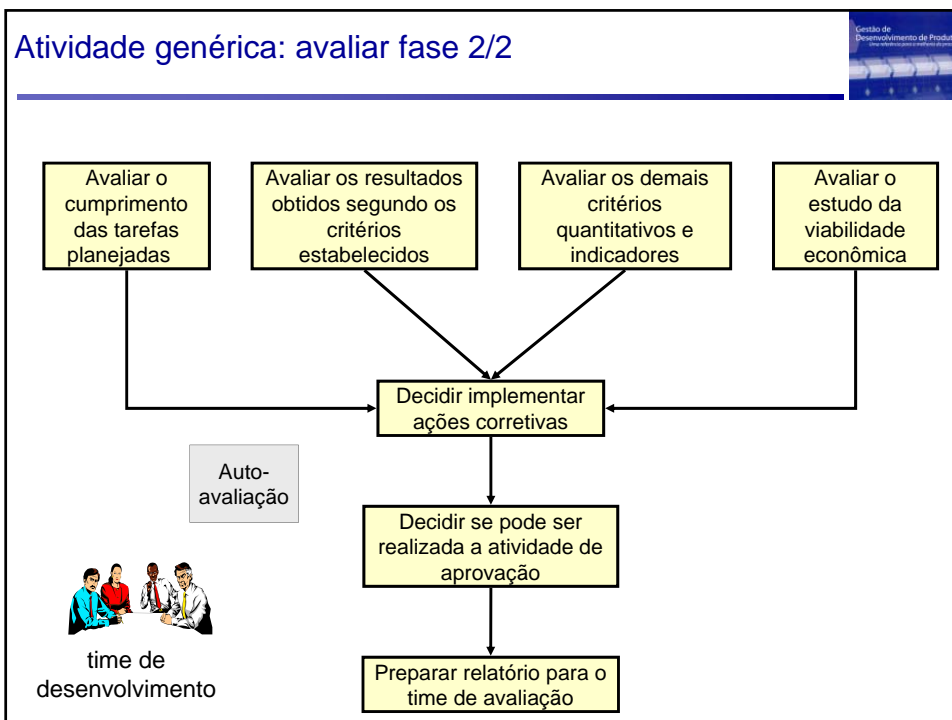 Atividade genérica: avaliar fase 2/2
Gestão de
Desenvolvimento de Produt
Avaliar o
cumprimento
das tarefas
planejadas
Avaliar os resultados
obtidos segundo os
critérios
estabelecidos
Avaliar os demais
critérios
quantitativos e
indicadores
Avaliar o
estudo da
viabilidade
econômica
Decidir implementar
ações corretivas
Auto-
avaliação
Decidir se pode ser
realizada a atividade de
aprovação
time de
desenvolvimento
Preparar relatório para o
time de avaliação